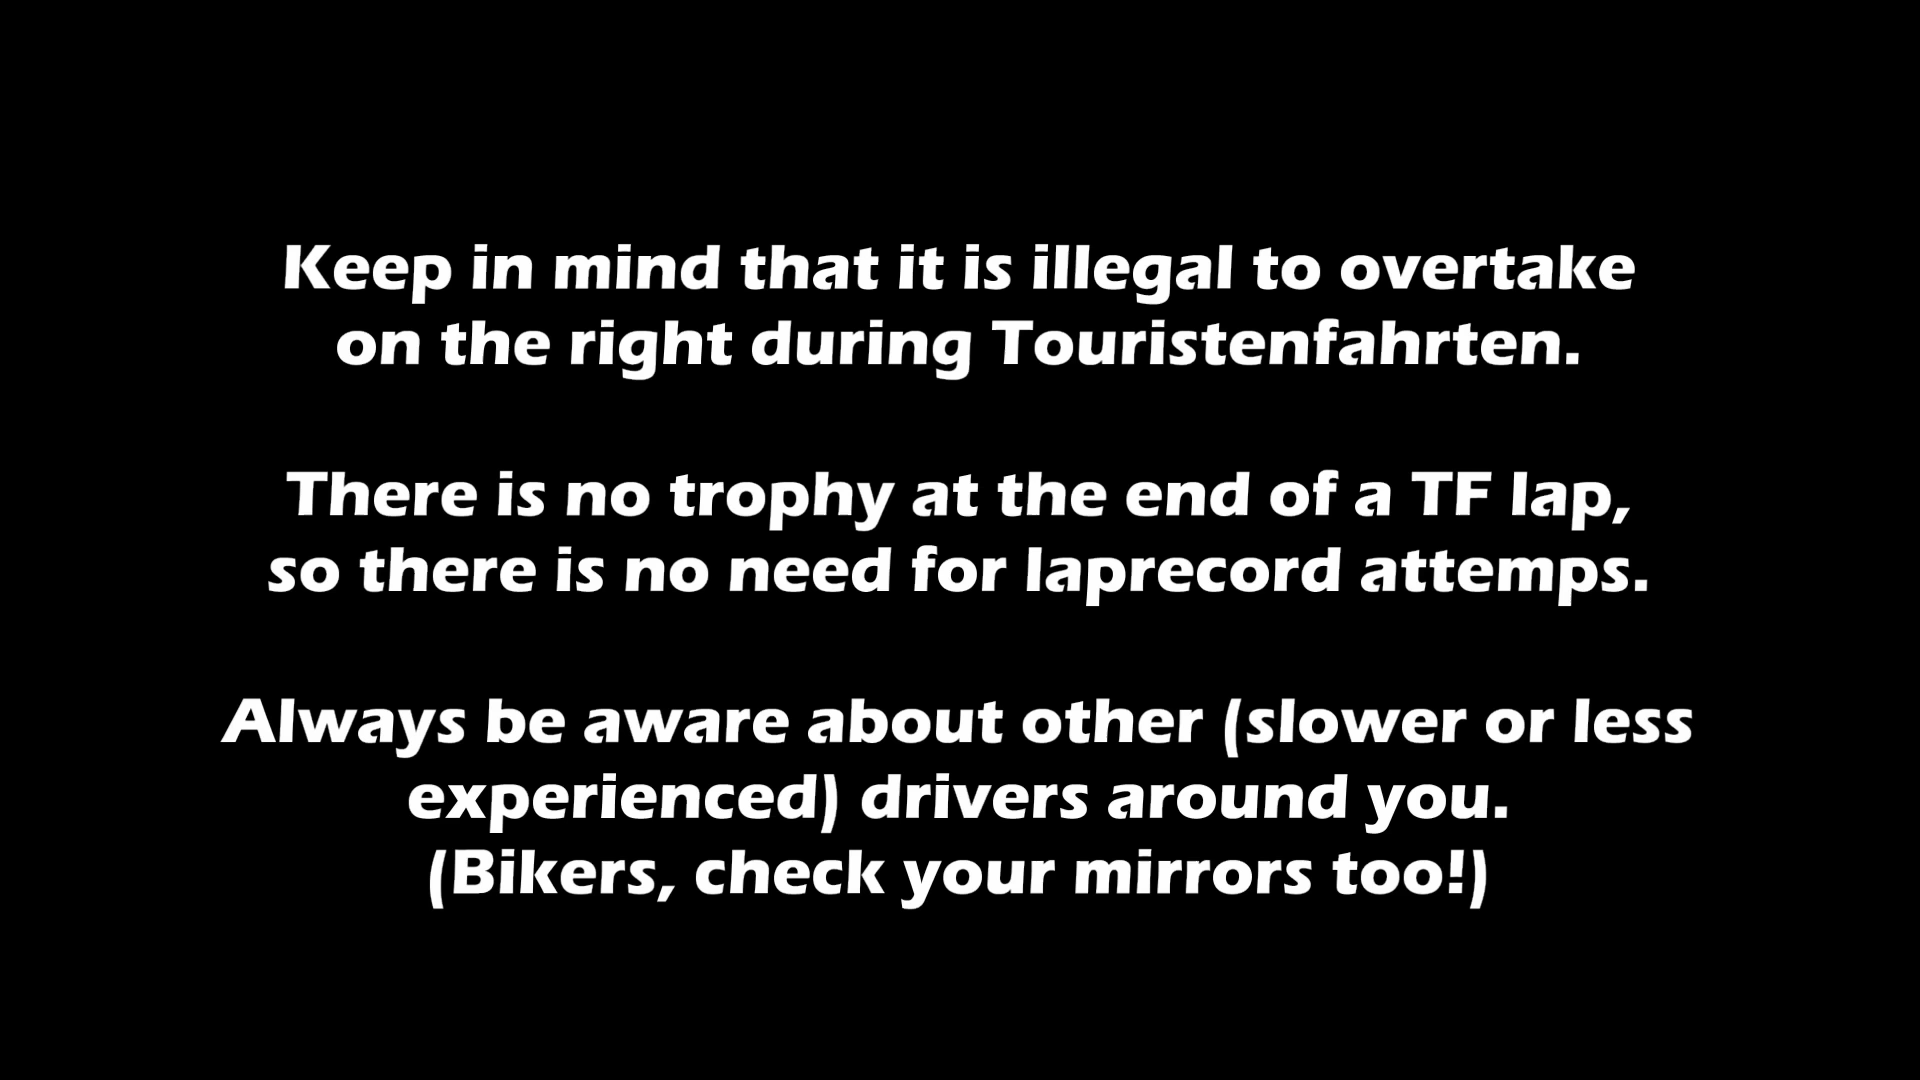 Keep in mind that it is illegal to overtake
on the right during Touristenfahrten.
There is no trophy at the end of a TF lap,
so there is no need for laprecord attemps.
Always be aware about other (slower or less
experienced) drivers around you.
(Bikers, check your mirrors too!)